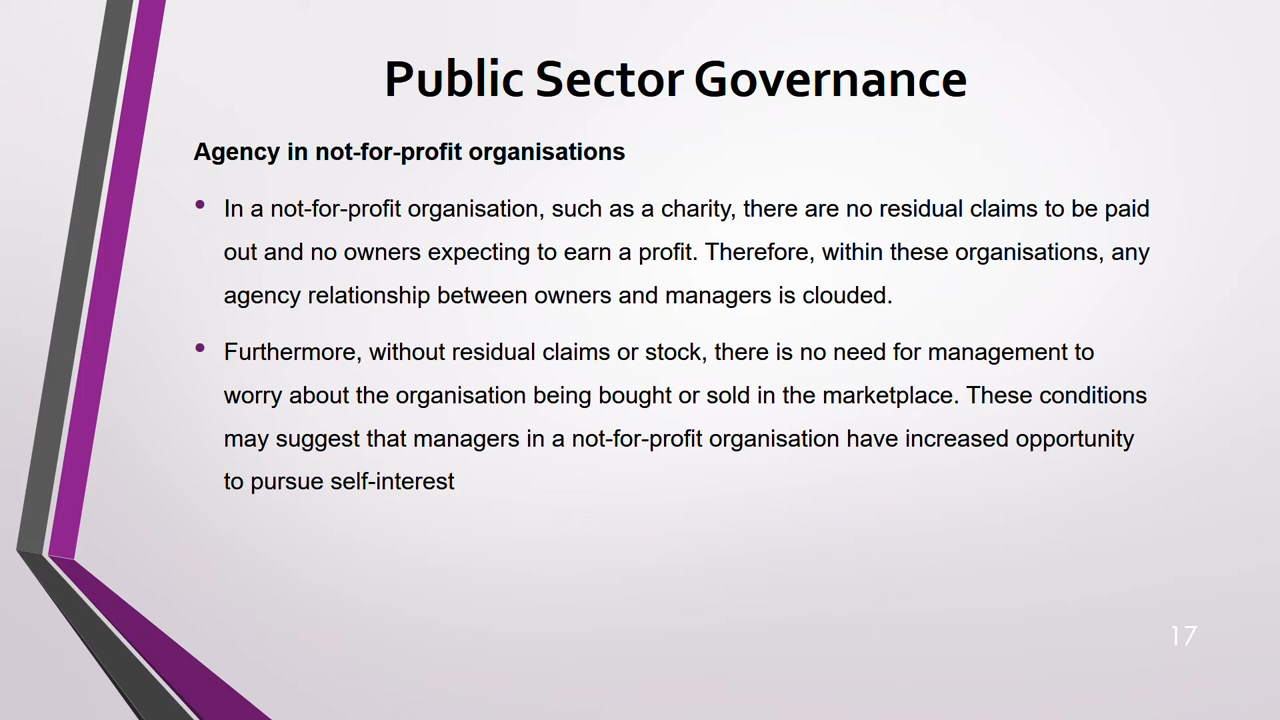 Public Sector Governance
Agency in not-for-profit organisations
• In a not-for-profit organisation, such as a charity, there are no residual claims to be paid
out and no owners expecting to earn a profit. Therefore, within these organisations, any
agency relationship between owners and managers is clouded.
• Furthermore, without residual claims or stock, there is no need for management to
worry about the organisation being bought or sold in the marketplace. These conditions
may suggest that managers in a not-for-profit organisation have increased opportunity
to pursue self-interest
17